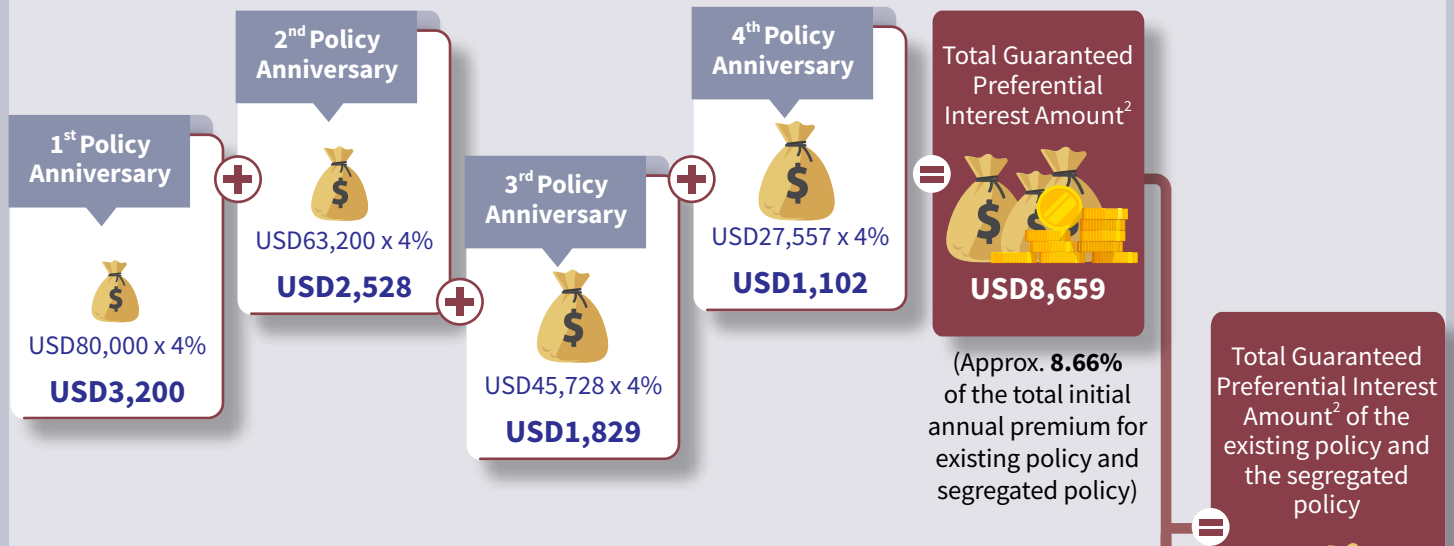 1st Policy
Anniversary
USD80,000 x 4%
USD3,200
2nd Policy
Anniversary
USD63,200 x 4%
USD2,528
3rd Policy
Anniversary
USD45,728 x 4%
USD1,829
4th Policy
Anniversary
USD27,557 x 4%
USD1,102
Total Guaranteed
Preferential
Interest Amount2
USD8,659
(Approx. 8.66%
of the total initial
annual premium for
existing policy and
segregated policy)
Total Guaranteed
Preferential Interest
Amount2 of the
existing policy and
the segregated
policy